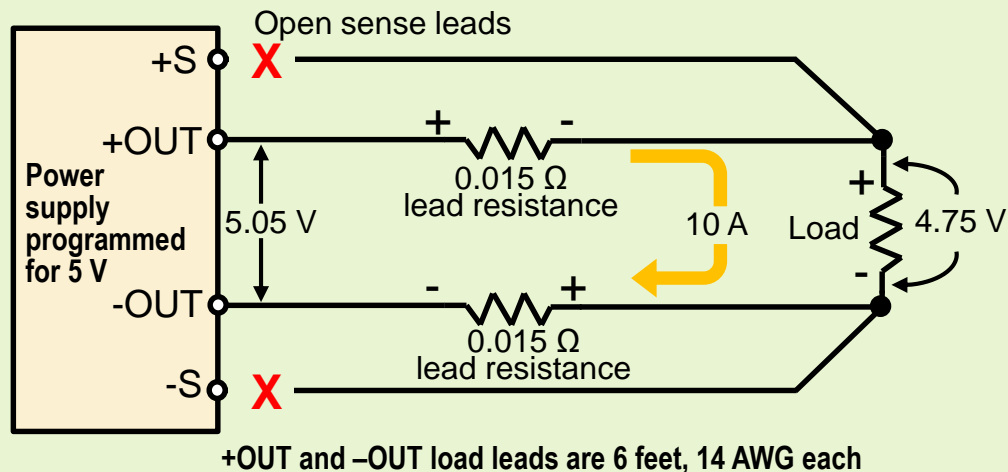 Open sense leads
+S
X
+OUT
+
-
0.015 Ω
lead resistance
Power
supply
programmed
for 5 V
5.05 V
10 A
+
Load
-
4.75 V
-OUT
-
+
0.015 Ω
lead resistance
-S
X
+OUT and –OUT load leads are 6 feet, 14 AWG each